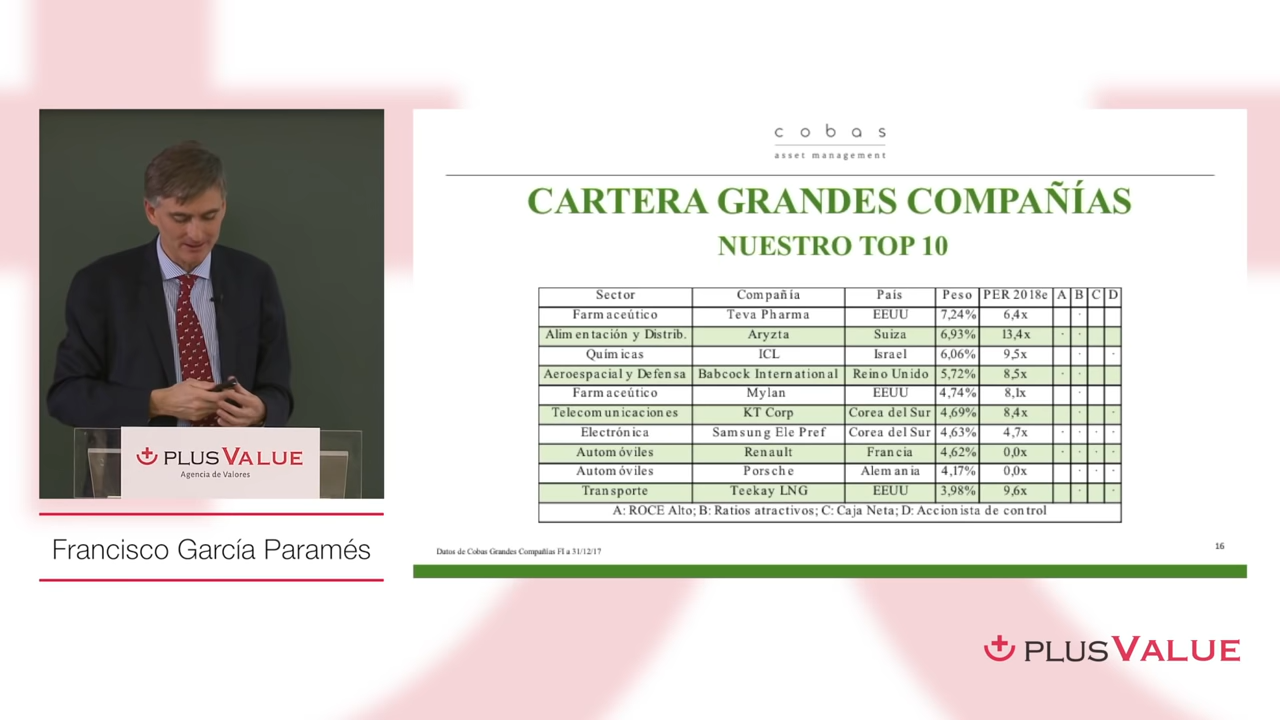 PLUSVALUE
Agencia de Valores
Francisco García Paramés
cobas
asset management
CARTERA GRANDES COMPAÑÍAS
NUESTRO TOP 10
Sector Compañía País Peso PER 2018e A B C D
Farmaceútico Teva Pharma EEUU 7,24% 6,4x ·
Alimentación y Distrib. Aryzta Suiza 6,93% 13,4x · ·
Químicas ICL Israel 6,06% 9,5x · ·
Aeroespacial y Defensa Babcock International Reino Unido 5,72% 8,5x · ·
Farmaceútico Mylan EEUU 4,74% 8,1x ·
Telecomunicaciones KT Corp Corea del Sur 4,69% 8,4x · ·
Electrónica Samsung Ele Pref Corea del Sur 4,63% 4,7x · · · ·
Automóviles Renault Francia 4,62% 0,0x · · · ·
Automóviles Porsche Alemania 4,17% 0,0x · · ·
Transporte Teekay LNG EEUU 3,98% 9,6x · ·
A: ROCE Alto; B: Ratios atractivos; C: Caja Neta; D: Accionista de control
Datos de Cobas Grandes Compañías FI a 31/12/17
16
PLUSVALUE